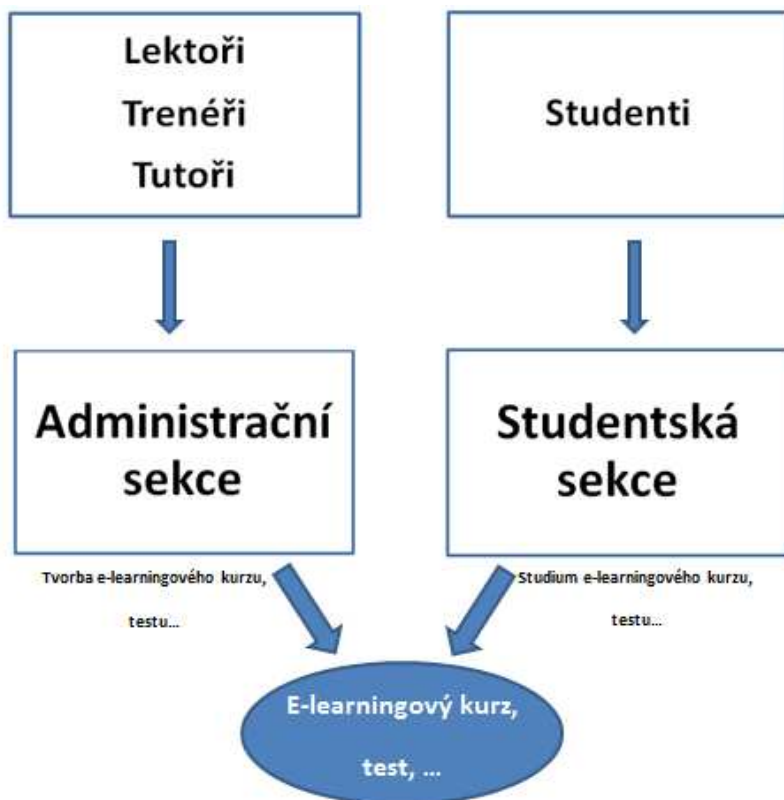 Lektoři
Trenéři
Tutoři
Studenti
Administrační
sekce
Studentská
sekce
Tvorba e-learningového kurzu,
testu...
Studium e-learningového kurzu,
testu...
E-learningový kurz,
test, ...